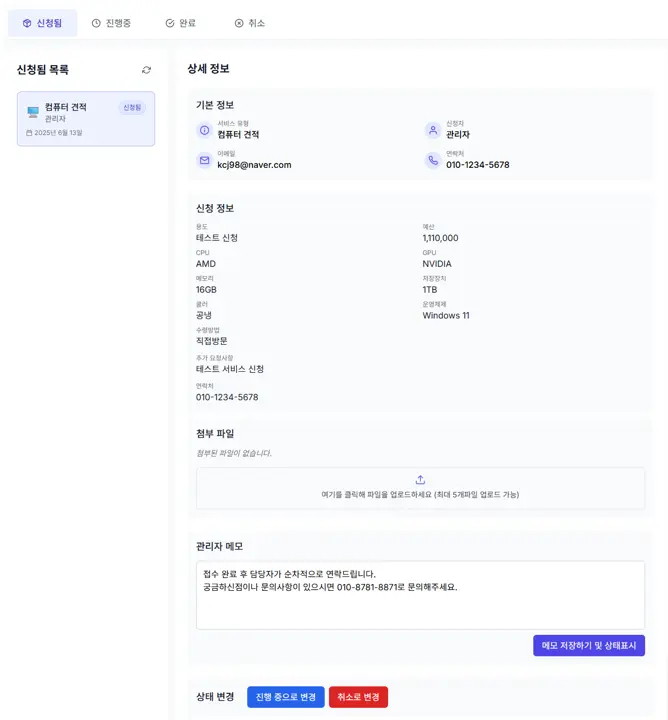 신청됨
진행중
완료
취소
신청됨 목록
컴퓨터 견적
신청됨
관리자
2025년 6월 13일
상세 정보
기본 정보
서비스 유형
컴퓨터 견적
신청자
관리자
이메일
kcj98@naver.com
연락처
010-1234-5678
신청 정보
용도
테스트 신청
예산
1,110,000
CPU
AMD
GPU
NVIDIA
메모리
16GB
저장장치
1TB
쿨러
공냉
운영체제
Windows 11
수령방법
직접방문
추가 요청사항
테스트 서비스 신청
연락처
010-1234-5678
첨부 파일
첨부된 파일이 없습니다.
여기를 클릭해 파일을 업로드하세요 (최대 5개파일 업로드 가능)
관리자 메모
접수 완료 후 담당자가 순차적으로 연락드립니다.
궁금하신점이나 문의사항이 있으시면 010-8781-8871로 문의해주세요.
메모 저장하기 및 상태표시
상태 변경
진행 중으로 변경
취소로 변경